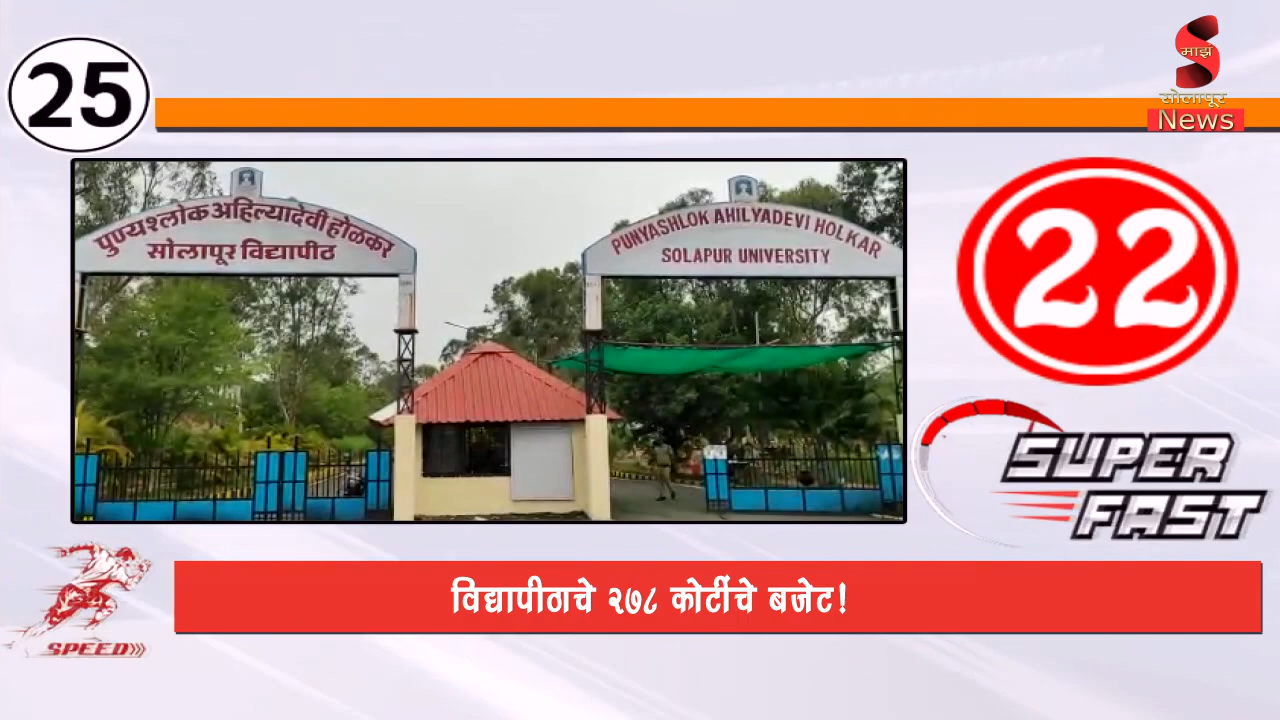 25
माझं
सोलापूर
News
पुण्यश्लोक अहिल्यादेवी होळकर
सोलापूर विद्यापीठ
PUNYASHLOK AHILYADEVI HOLKAR
SOLAPUR UNIVERSITY
22
SUPER
FAST
विद्यापीठाचे २७८ कोटींचे बजेट!
SPEED